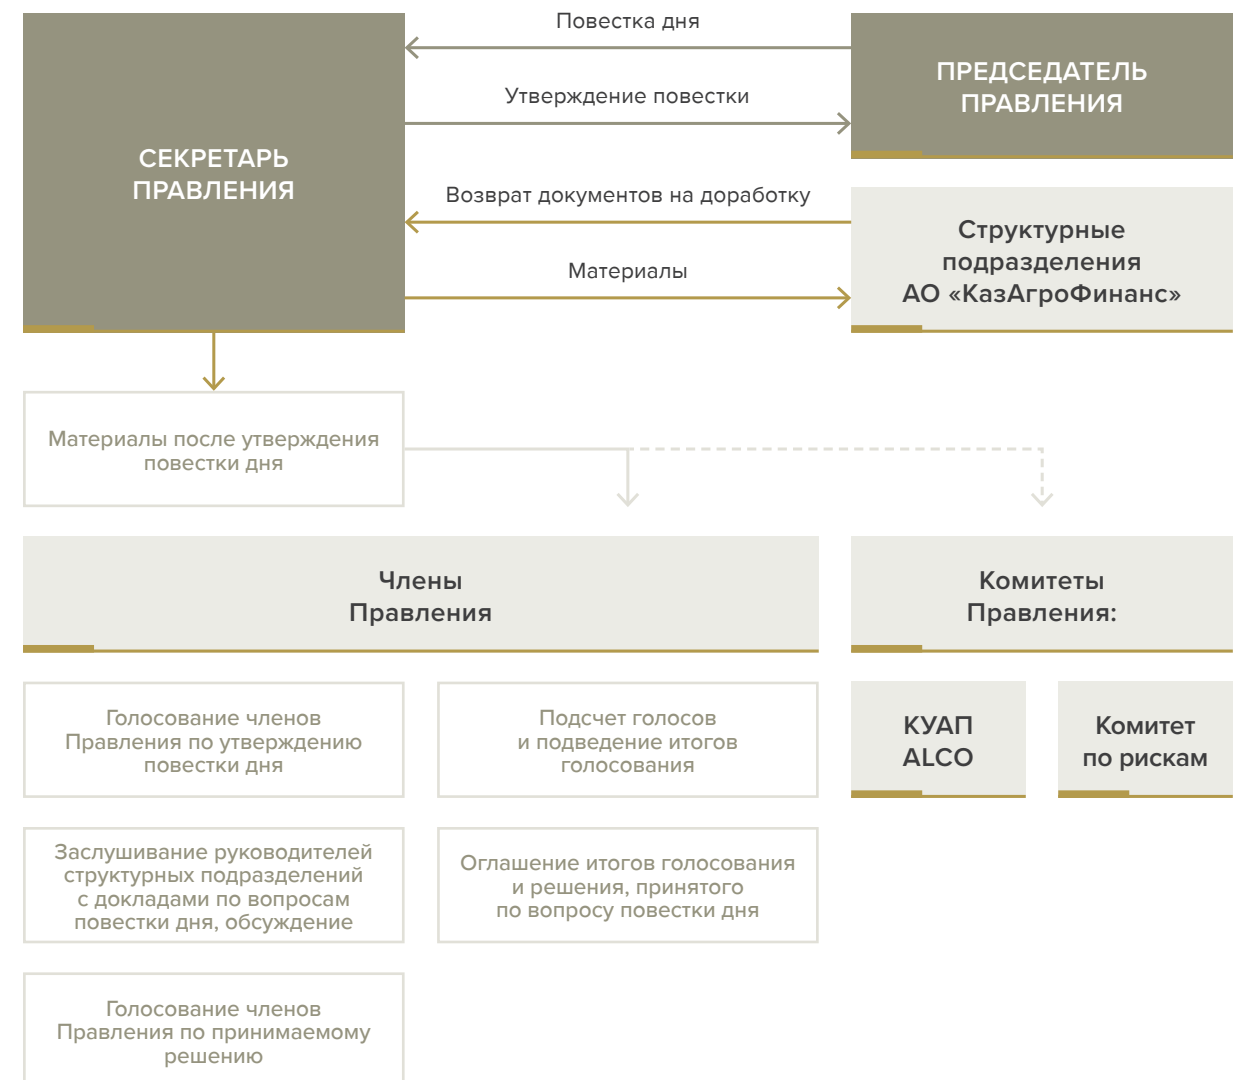 Повестка дня
СЕКРЕТАРЬ
ПРАВЛЕНИЯ
ПРЕДСЕДАТЕЛЬ
ПРАВЛЕНИЯ
Утверждение повестки
Возврат документов на доработку
Материалы
Структурные
подразделения
АО «КазАгроФинанс»
Материалы после утверждения
повестки дня
Члены
Правления
Комитеты
Правления:
Голосование членов
Правления по утверждению
повестки дня
Подсчет голосов
и подведение итогов
голосования
КУАП
ALCO
Комитет
по рискам
Заслушивание руководителей
структурных подразделений
с докладами по вопросам
повестки дня, обсуждение
Оглашение итогов голосования
и решения, принятого
по вопросу повестки дня
Голосование членов
Правления по принимаемому
решению